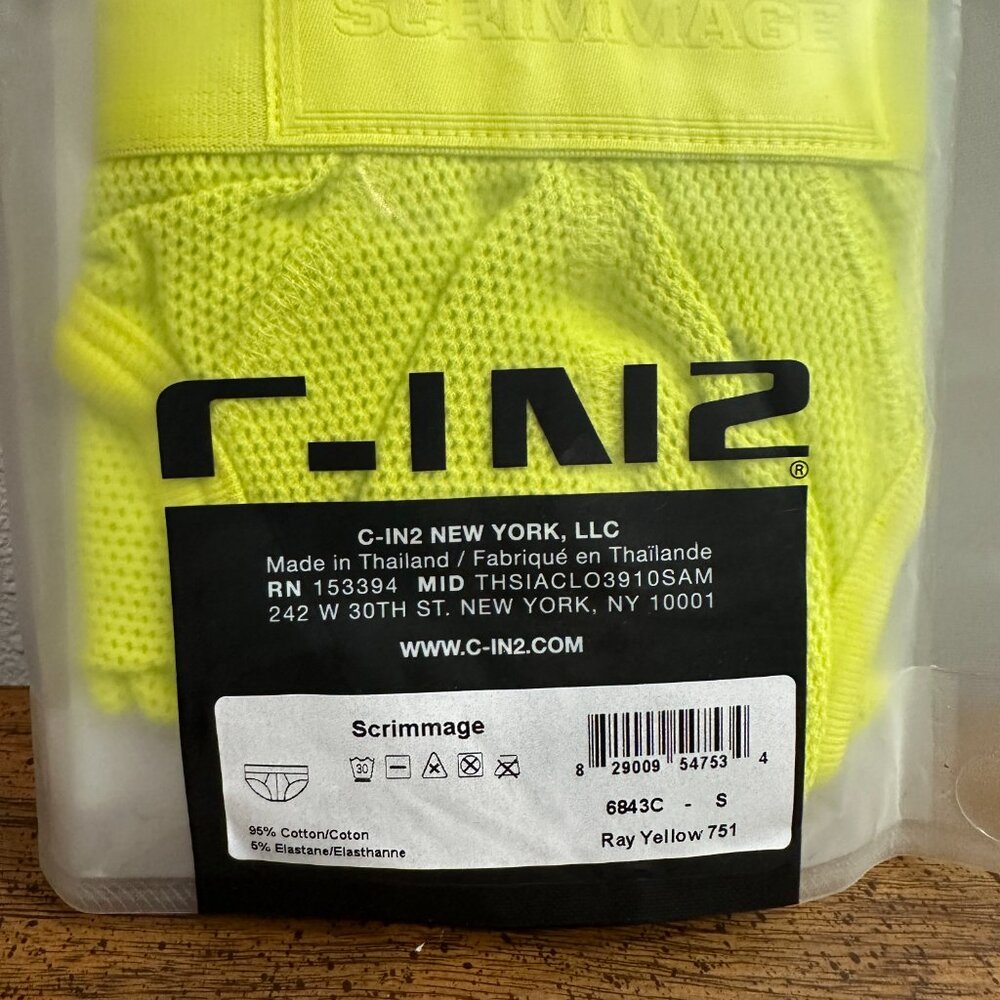 SCRIMMAGE
C-IN2®
C-IN2 NEW YORK, LLC
Made in Thailand / Fabriqué en Thaïlande
RN 153394 MID THSIACLO3910SAM
242 W 30TH ST. NEW YORK, NY 10001
WWW.C-IN2.COM
Scrimmage
30
95% Cotton/Coton
5% Elastane/Elasthanne
8 29009 54753 4
6843C - S
Ray Yellow 751